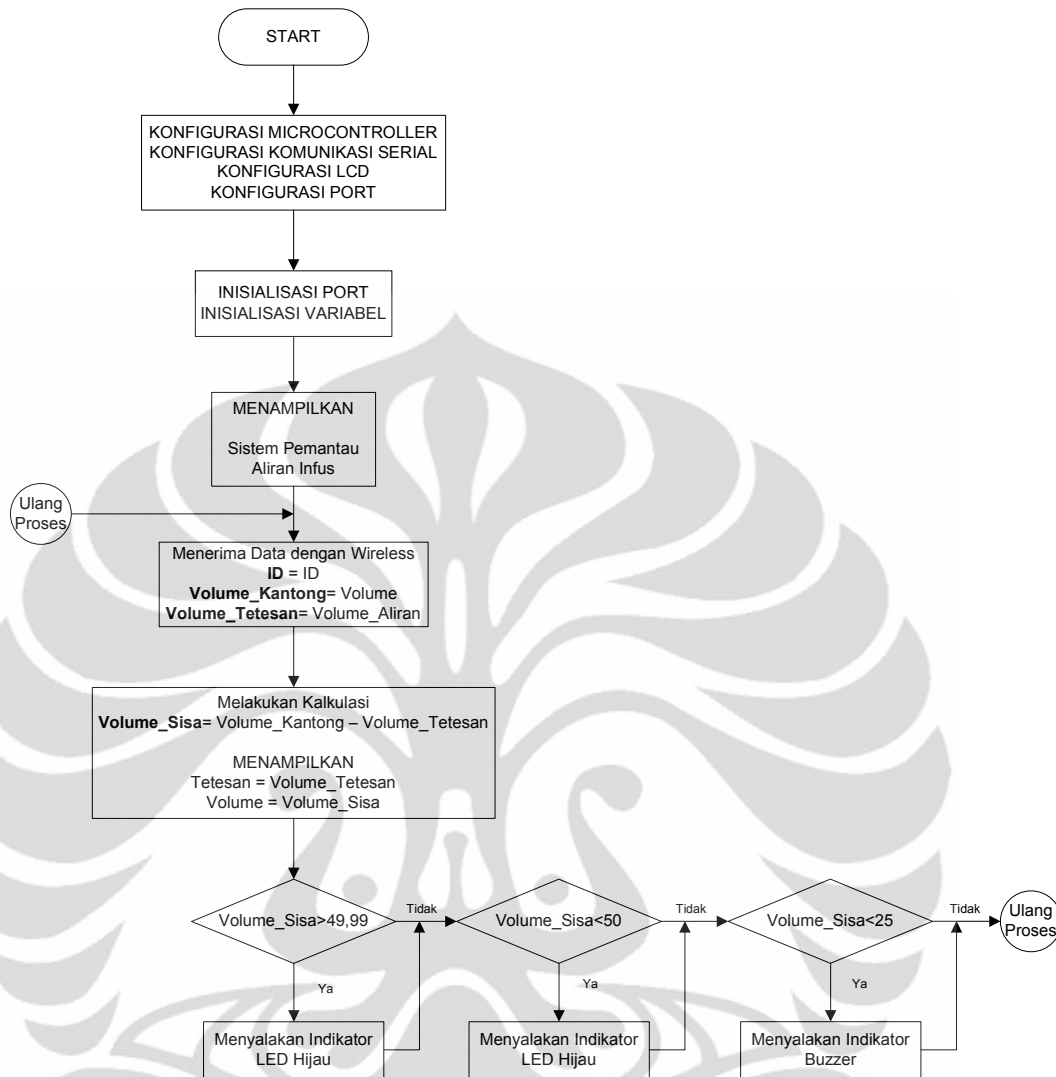 START
KONFIGURASI MICROCONTROLLER
KONFIGURASI KOMUNIKASI SERIAL
KONFIGURASI LCD
KONFIGURASI PORT
INISIALISASI PORT
INISIALISASI VARIABEL
MENAMPILKAN
Sistem Pemantau
Aliran Infus
Ulang
Proses
Menerima Data dengan Wireless
ID = ID
Volume_Kantong= Volume
Volume_Tetesan= Volume_Aliran
Melakukan Kalkulasi
Volume_Sisa= Volume_Kantong – Volume_Tetesan
MENAMPILKAN
Tetesan = Volume_Tetesan
Volume = Volume_Sisa
Volume_Sisa>49,99
Tidak
Volume_Sisa<50
Tidak
Volume_Sisa<25
Tidak
Ulang
Proses
Ya
Ya
Ya
Menyalakan Indikator
LED Hijau
Menyalakan Indikator
LED Hijau
Menyalakan Indikator
Buzzer